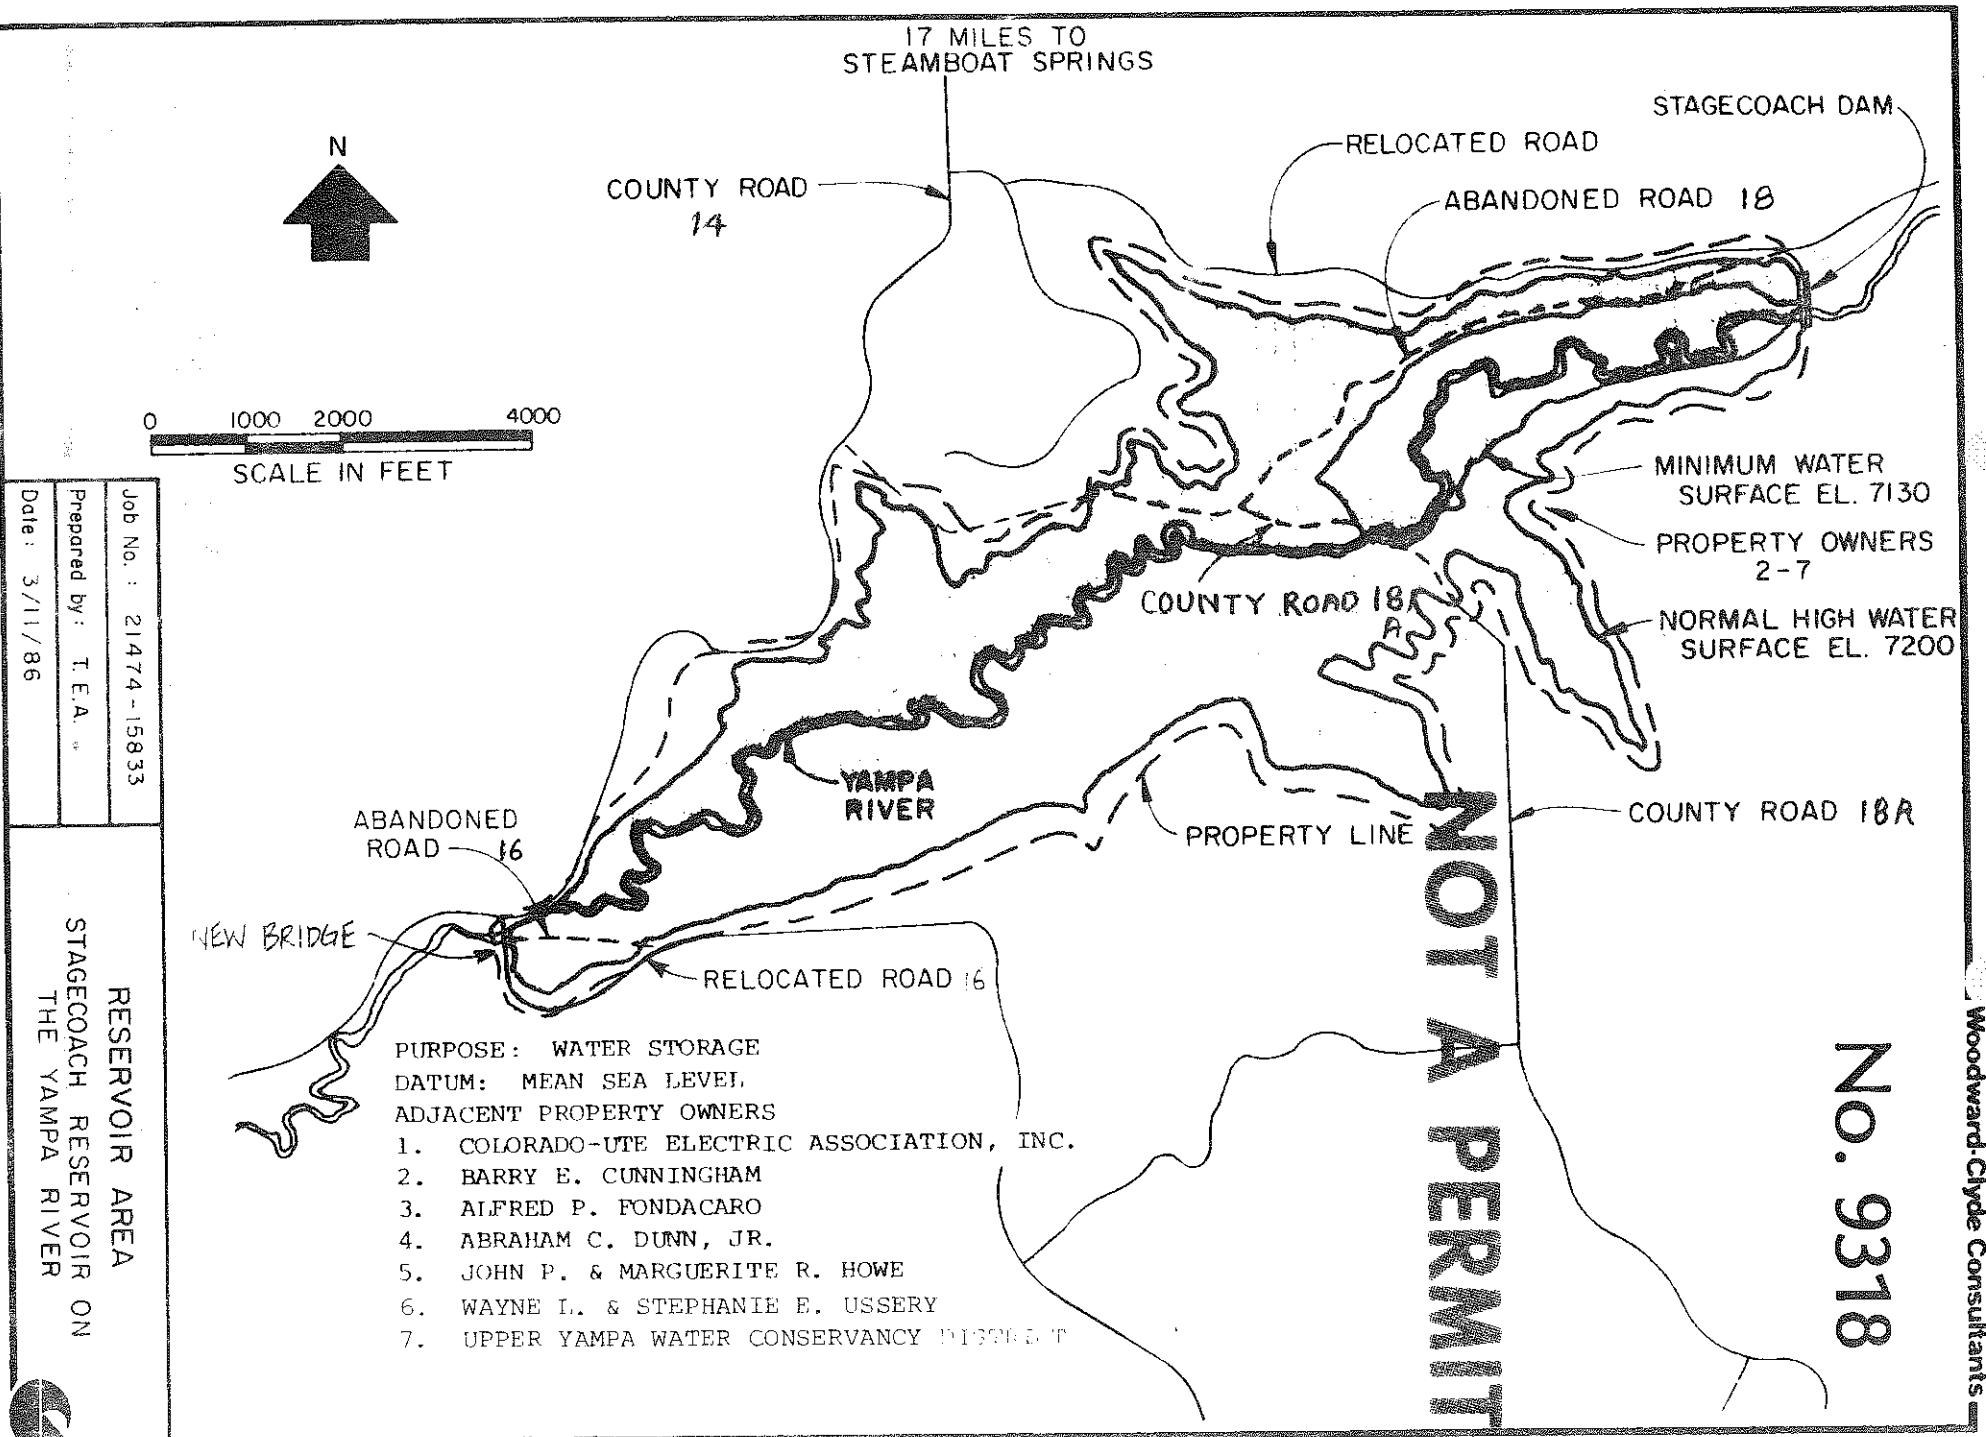 17 MILES TO
STEAMBOAT SPRINGS
STAGECOACH DAM
RELOCATED ROAD
N
COUNTY ROAD
14
ABANDONED ROAD 18
0 1000 2000 4000
SCALE IN FEET
MINIMUM WATER
SURFACE EL. 7130
PROPERTY OWNERS
2-7
COUNTY ROAD 18
A
NORMAL HIGH WATER
SURFACE EL. 7200
YAMPA
RIVER
ABANDONED
ROAD 16
PROPERTY LINE
COUNTY ROAD 18A
NEW BRIDGE
RELOCATED ROAD 16
PURPOSE: WATER STORAGE
DATUM: MEAN SEA LEVEL
ADJACENT PROPERTY OWNERS
1. COLORADO-UTE ELECTRIC ASSOCIATION, INC.
2. BARRY E. CUNNINGHAM
3. ALFRED P. FONDACARO
4. ABRAHAM C. DUNN, JR.
5. JOHN P. & MARGUERITE R. HOWE
6. WAYNE L. & STEPHANIE E. USSERY
7. UPPER YAMPA WATER CONSERVANCY DISTRICT
NOT A PERMIT
No. 9318
Woodward-Clyde Consultants
Job No. : 21474-15833
Prepared by: T.E.A.
Date: 3/11/86
RESERVOIR AREA
STAGECOACH RESERVOIR ON
THE YAMPA RIVER